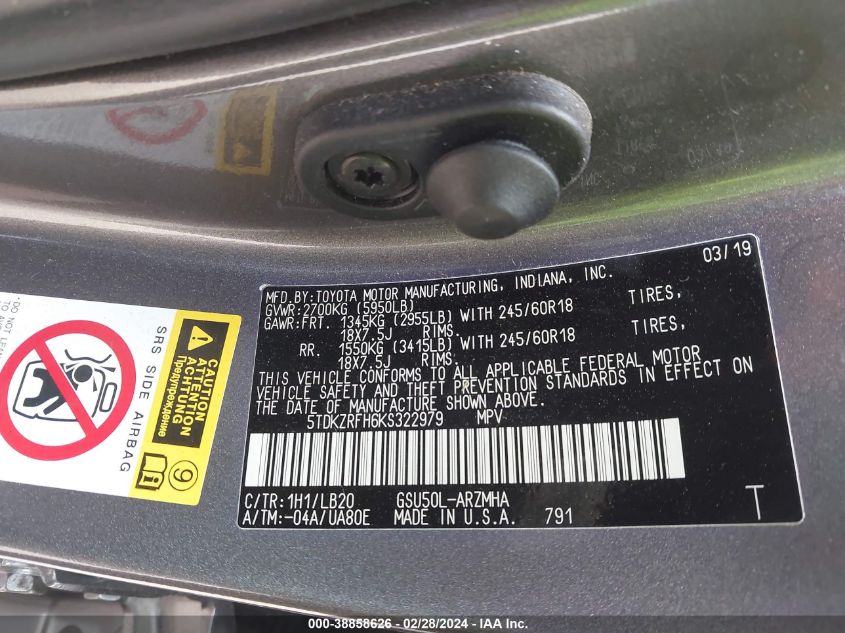 03/19
MFD.BY:TOYOTA MOTOR MANUFACTURING, INDIANA, INC.
GVWR:2700KG (5950LB)
GAWR:FRT. 1345KG (2955LB) WITH 245/60R18 TIRES,
18X7.5J RIMS.
RR. 1550KG (3415LB) WITH 245/60R18 TIRES,
18X7.5J RIMS.
THIS VEHICLE CONFORMS TO ALL APPLICABLE FEDERAL MOTOR
VEHICLE SAFETY AND THEFT PREVENTION STANDARDS IN EFFECT ON
THE DATE OF MANUFACTURE SHOWN ABOVE.
5TDKZRFH6KS322979 MPV
C/TR:1H1/LB20 GSU50L-ARZMHA
A/TM:-04A/UA80E MADE IN U.S.A. 791
T
CAUTION
ATTENTION
ACHTUNG
Предупреждение
9
SRS SIDE AIRBAG
000-38858626 - 02/28/2024 - IAAI Inc.